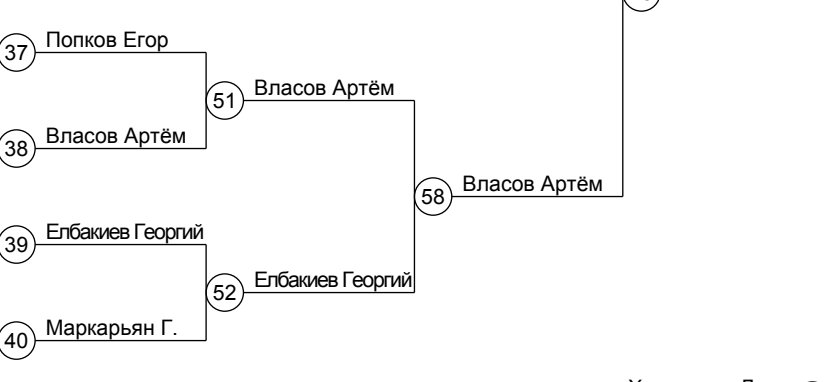 37 Попков Егор
51 Власов Артём
38 Власов Артём
58 Власов Артём
39 Елбакиев Георгий
52 Елбакиев Георгий
40 Маркарьян Г.